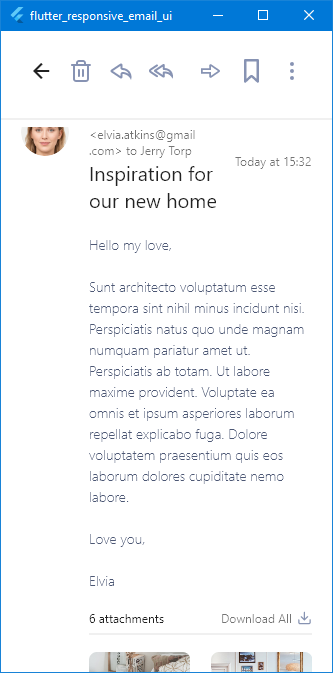 flutter_responsive_email_ui
<elvia.atkins@gmail
.com> to Jerry Torp
Today at 15:32
Inspiration for
our new home
Hello my love,
Sunt architecto voluptatum esse
tempora sint nihil minus incidunt nisi.
Perspiciatis natus quo unde magnam
numquam pariatur amet ut.
Perspiciatis ab totam. Ut labore
maxime provident. Voluptate ea
omnis et ipsum asperiores laborum
repellat explicabo fuga. Dolore
voluptatem praesentium quis eos
laborum dolores cupiditate nemo
labore.
Love you,
Elvia
6 attachments Download All